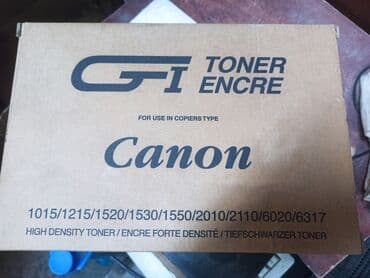 GFI TONER
ENCRE
FOR USE IN COPIERS TYPE
Canon
1015/1215/1520/1530/1550/2010/2110/6020/6317
HIGH DENSITY TONER / ENCRE FORTE DENSITÉ / TIEFSCHWARZER TONER